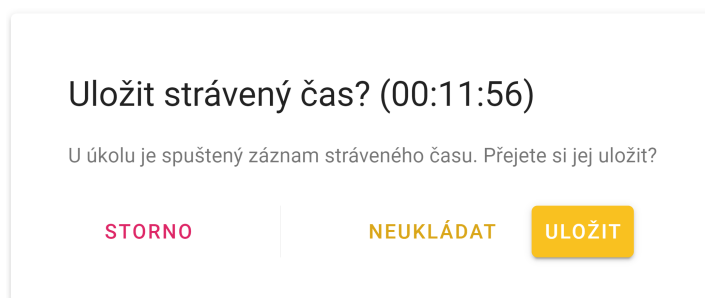 Uložit strávený čas? (00:11:56)
U úkolu je spuštený záznam stráveného času. Přejete si jej uložit?
STORNO NEUKLÁDAT ULOŽIT